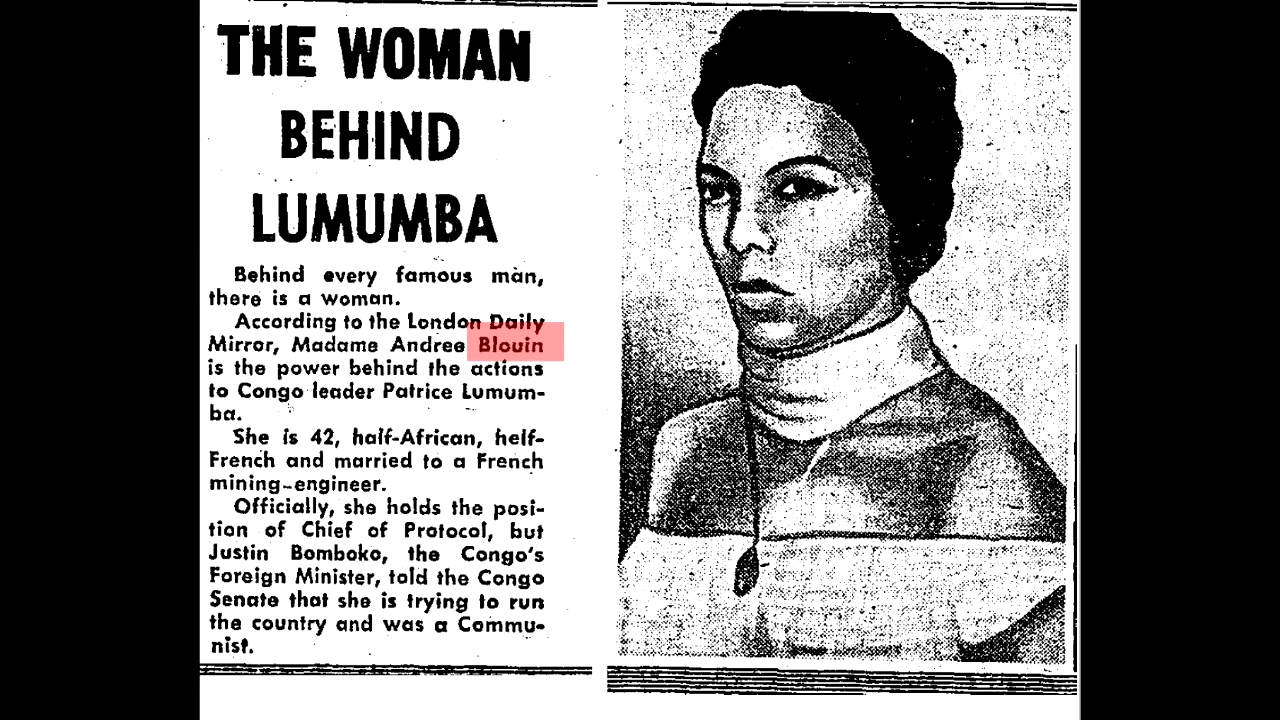 THE WOMAN
BEHIND
LUMUMBA
Behind every famous man,
there is a woman.
According to the London Daily
Mirror, Madame Andree Blouin
is the power behind the actions
to Congo leader Patrice Lumum-
ba.
She is 42, half-African, helf-
French and married to a French
mining-engineer.
Officially, she holds the posi-
tion of Chief of Protocol, but
Justin Bomboko, the Congo's
Foreign Minister, told the Congo
Senate that she is trying to run
the country and was a Commu-
nist.